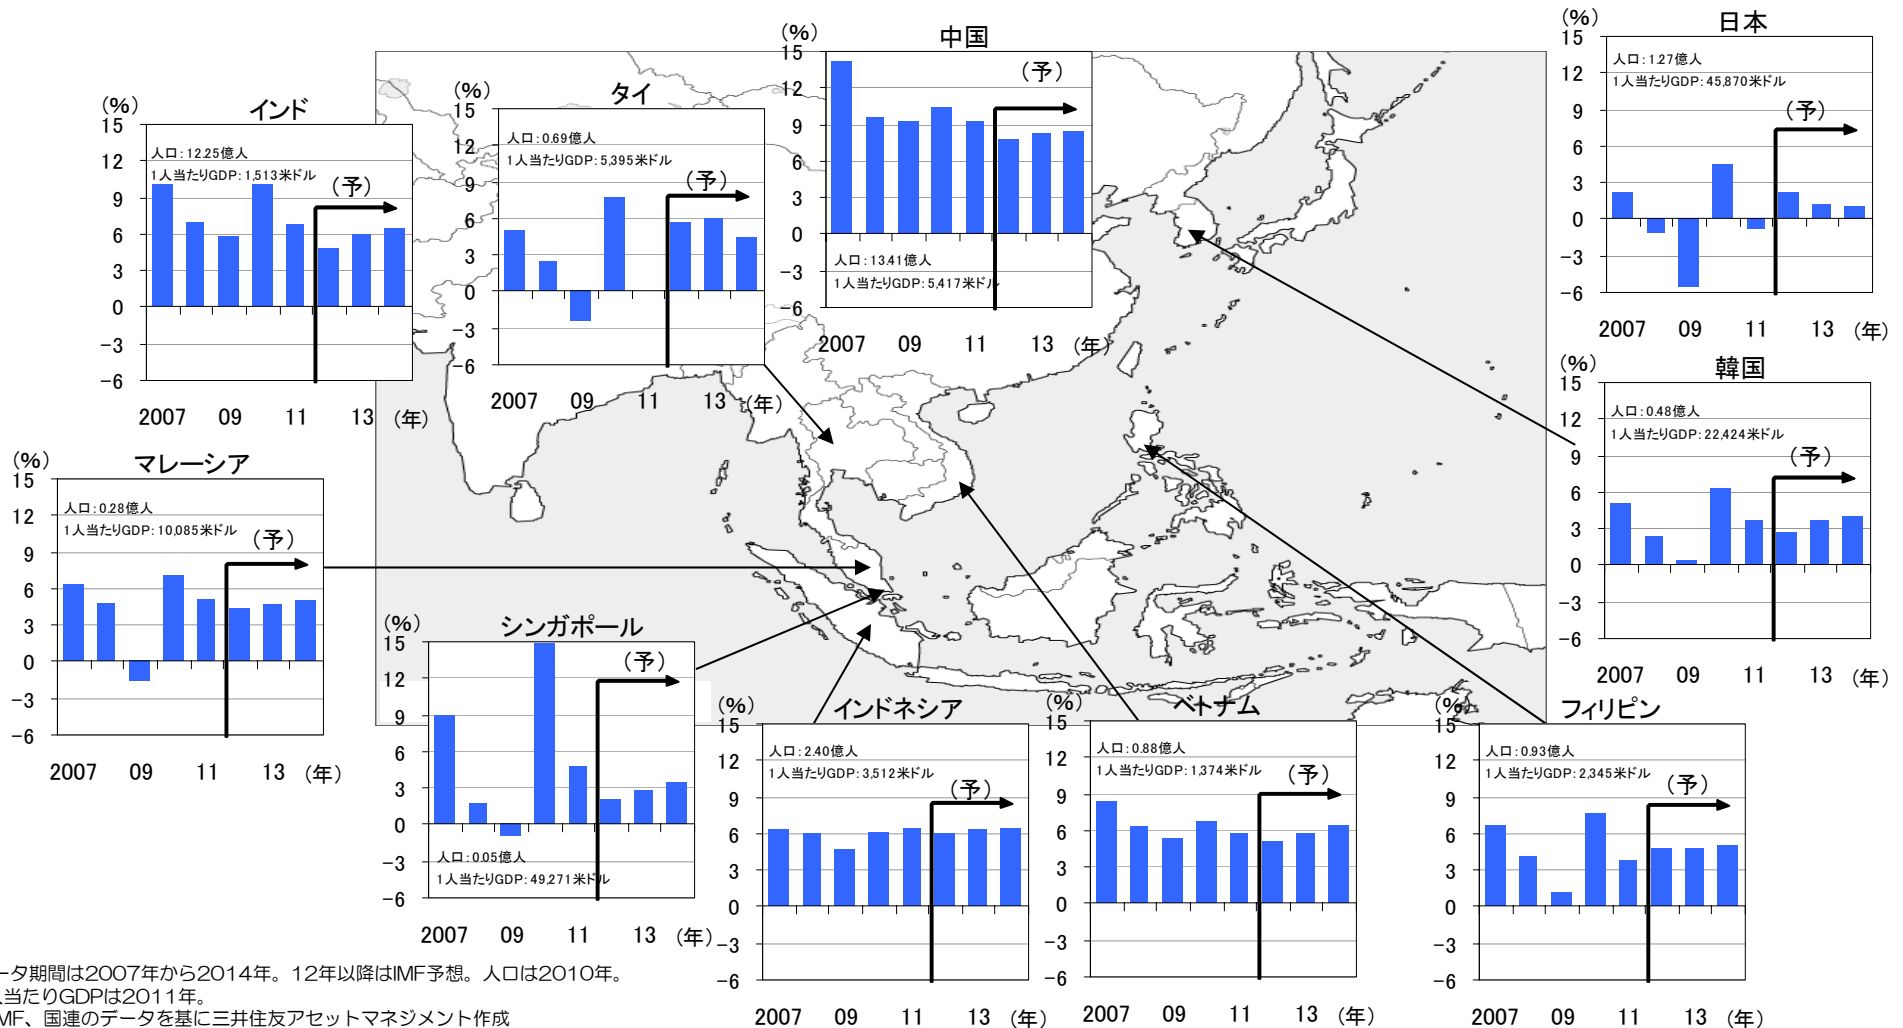 中国
(%)
15
12
9
6
3
0
-3
-6
(予)
人口：13.41億人
1人当たりGDP：5,417米ドル
2007 09 11 13 (年)
日本
(%)
15
12
9
6
3
0
-3
-6
人口：1.27億人
1人当たりGDP：45,870米ドル
(予)
2007 09 11 13 (年)
インド
(%)
15
12
9
6
3
0
-3
-6
人口：12.25億人
1人当たりGDP：1,513米ドル
(予)
2007 09 11 13 (年)
タイ
(%)
15
12
9
6
3
0
-3
-6
人口：0.69億人
1人当たりGDP：5,395米ドル
(予)
2007 09 11 13 (年)
韓国
(%)
15
12
9
6
3
0
-3
-6
人口：0.48億人
1人当たりGDP：22,424米ドル
(予)
2007 09 11 13 (年)
マレーシア
(%)
15
12
9
6
3
0
-3
-6
人口：0.28億人
1人当たりGDP：10,085米ドル
(予)
2007 09 11 13 (年)
シンガポール
(%)
15
12
9
6
3
0
-3
-6
(予)
人口：0.05億人
1人当たりGDP：49,271米ドル
2007 09 11 13 (年)
インドネシア
(%)
15
12
9
6
3
0
-3
-6
人口：2.40億人
1人当たりGDP：3,512米ドル
(予)
2007 09 11 13 (年)
ベトナム
(%)
15
12
9
6
3
0
-3
-6
人口：0.88億人
1人当たりGDP：1,374米ドル
(予)
2007 09 11 13 (年)
フィリピン
(%)
15
12
9
6
3
0
-3
-6
人口：0.93億人
1人当たりGDP：2,345米ドル
(予)
2007 09 11 13 (年)
ータ期間は2007年から2014年。12年以降はIMF予想。人口は2010年。
人当たりGDPは2011年。
MF、国連のデータを基に三井住友アセットマネジメント作成